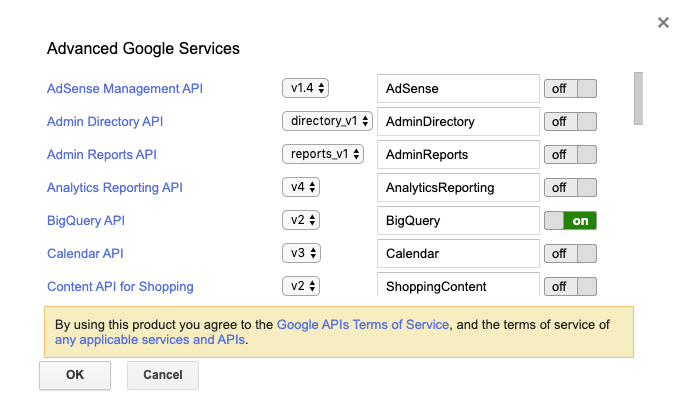 Advanced Google Services
AdSense Management API v1.4 AdSense off
Admin Directory API directory_v1 AdminDirectory off
Admin Reports API reports_v1 AdminReports off
Analytics Reporting API v4 AnalyticsReporting off
BigQuery API v2 BigQuery on
Calendar API v3 Calendar off
Content API for Shopping v2 ShoppingContent off
By using this product you agree to the Google APIs Terms of Service, and the terms of service of
any applicable services and APIs.
OK Cancel